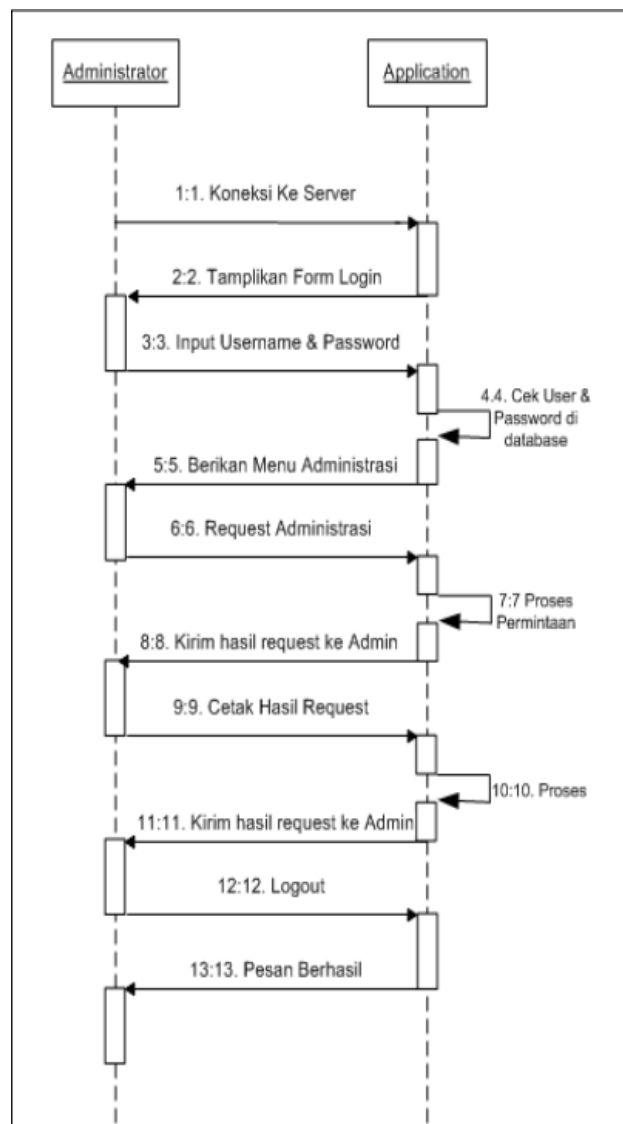 Administrator
Application
1:1. Koneksi Ke Server
2:2. Tamplikan Form Login
3:3. Input Username & Password
4.4. Cek User &
Password di
database
5:5. Berikan Menu Administrasi
6:6. Request Administrasi
7:7 Proses
Permintaan
8:8. Kirim hasil request ke Admin
9:9. Cetak Hasil Request
10:10. Proses
11:11. Kirim hasil request ke Admin
12:12. Logout
13:13. Pesan Berhasil